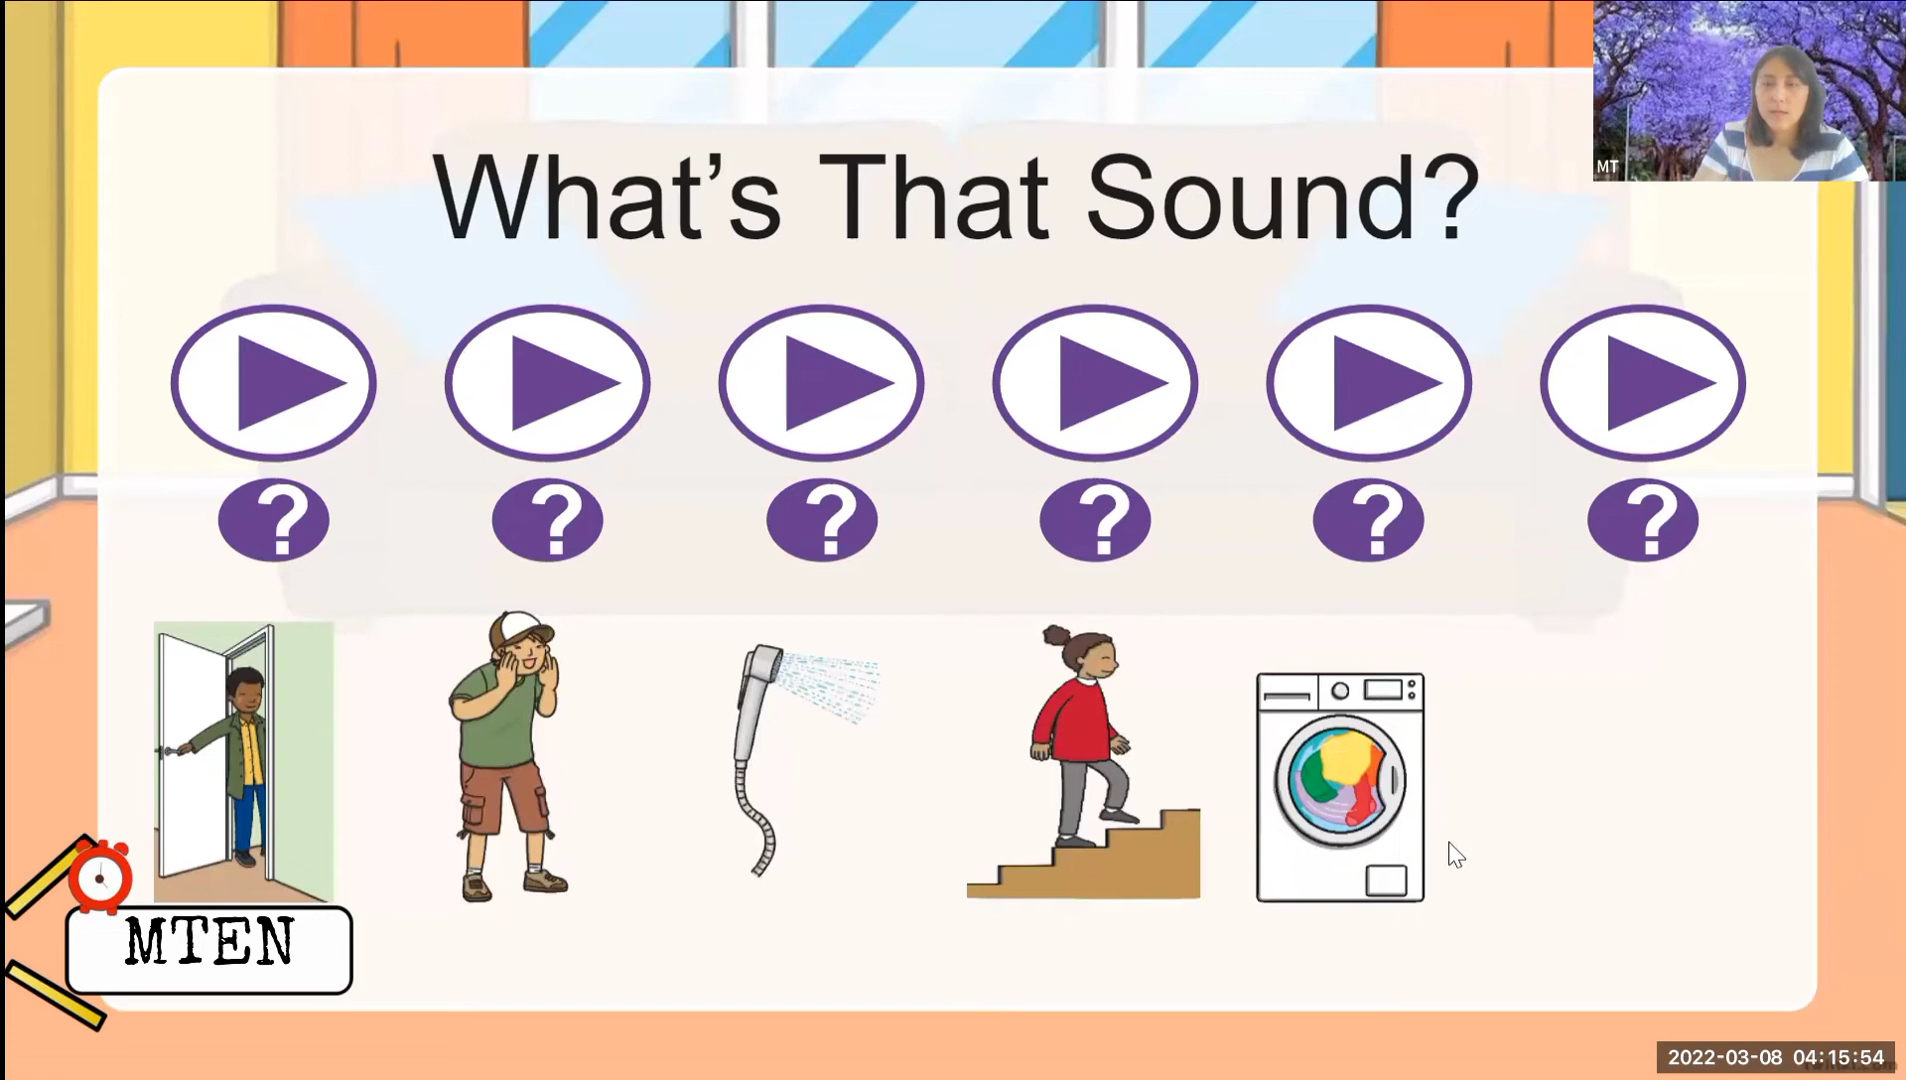 What's That Sound?
MT
? ? ? ? ? ?
MTEN
2022-03-08 04:15:54